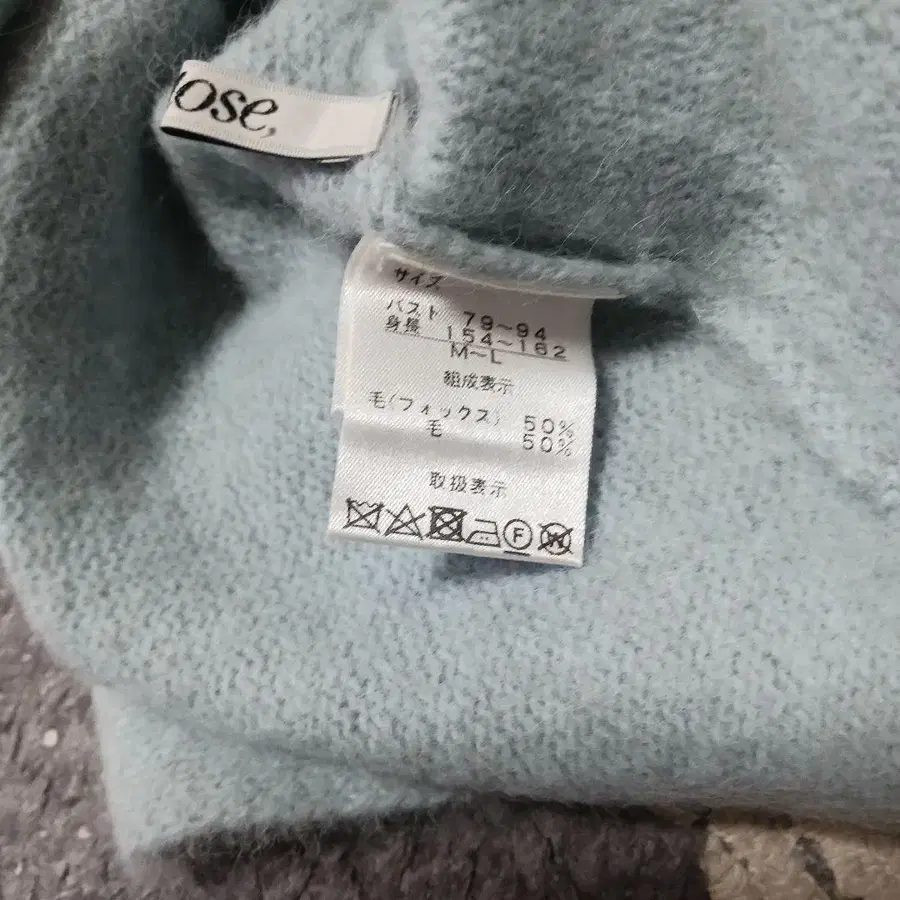 ose,
サイズ
バスト 79~94
身長 154~162
M~L
組成表示
毛(フォックス) 50%
毛 50%
取扱表示
F W